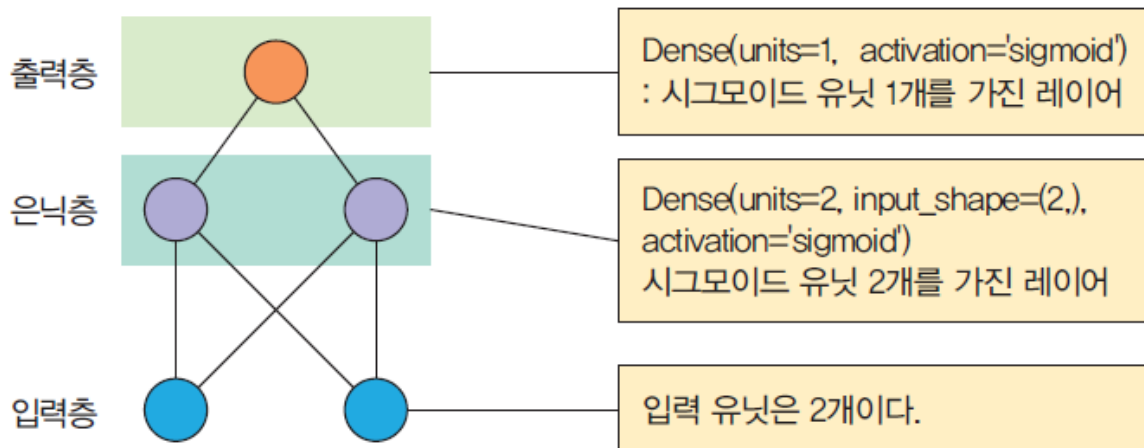 출력층
Dense(units=1, activation='sigmoid')
: 시그모이드 유닛 1개를 가진 레이어
은닉층
Dense(units=2, input_shape=(2,),
activation='sigmoid')
시그모이드 유닛 2개를 가진 레이어
입력층
입력 유닛은 2개이다.